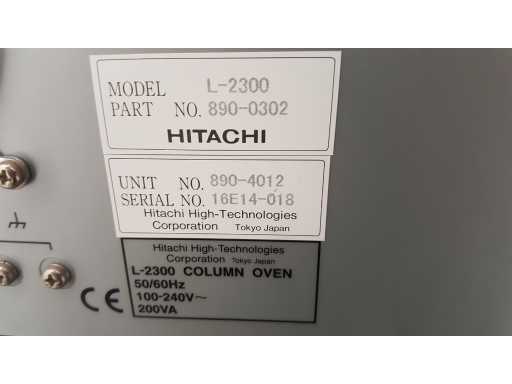 MODEL L-2300
PART NO. 890-0302
HITACHI
UNIT NO. 890-4012
SERIAL NO. 16E14-018
Hitachi High-Technologies
Corporation Tokyo Japan
Hitachi High-Technologies
Corporation Tokyo Japan
L-2300 COLUMN OVEN
50/60Hz
100-240V~
200VA
CE